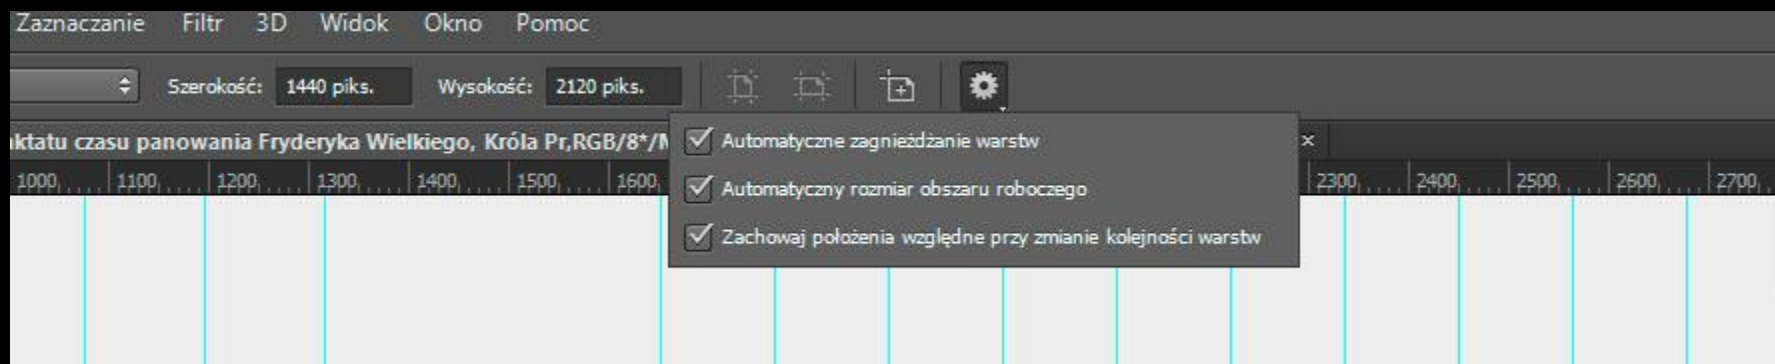 Zaznaczanie Filtr 3D Widok Okno Pomoc
Szerokość: 1440 piks. Wysokość: 2120 piks.
ktatu czasu panowania Fryderyka Wielkiego, Króla Pr,RGB/8*/ ×
Automatyczne zagnieżdżanie warstw
1000 1100 1200 1300 1400 1500 1600 2300 2400 2500 2600 2700
Automatyczny rozmiar obszaru roboczego
Zachowaj położenia względne przy zmianie kolejności warstw